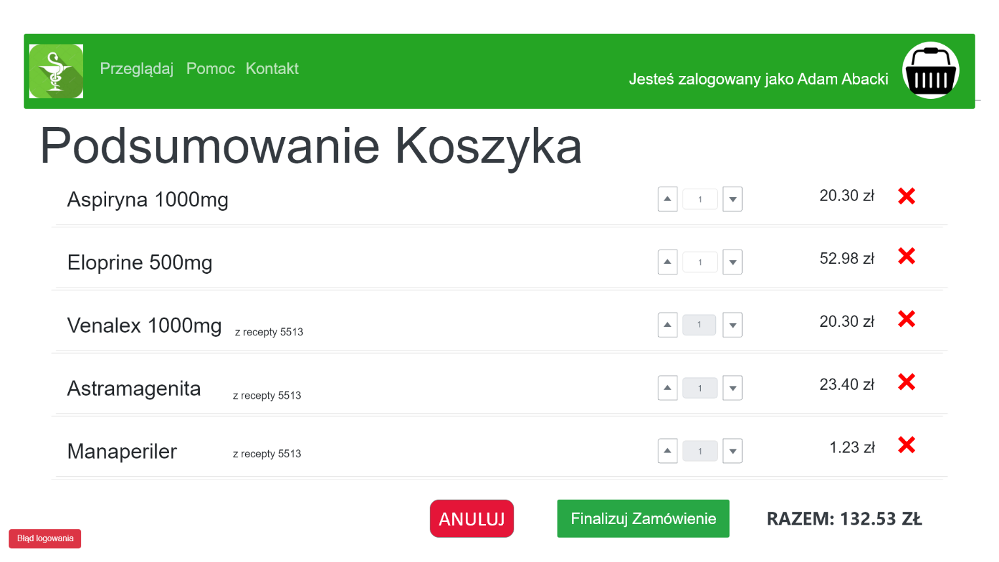 Przeglądaj Pomoc Kontakt
Jesteś zalogowany jako Adam Abacki
Podsumowanie Koszyka
Aspiryna 1000mg 1 20.30 zł
Eloprine 500mg 1 52.98 zł
Venalex 1000mg z recepty 5513 1 20.30 zł
Astramagenita z recepty 5513 1 23.40 zł
Manaperiler z recepty 5513 1 1.23 zł
ANULUJ Finalizuj Zamówienie RAZEM: 132.53 ZŁ
Błąd logowania